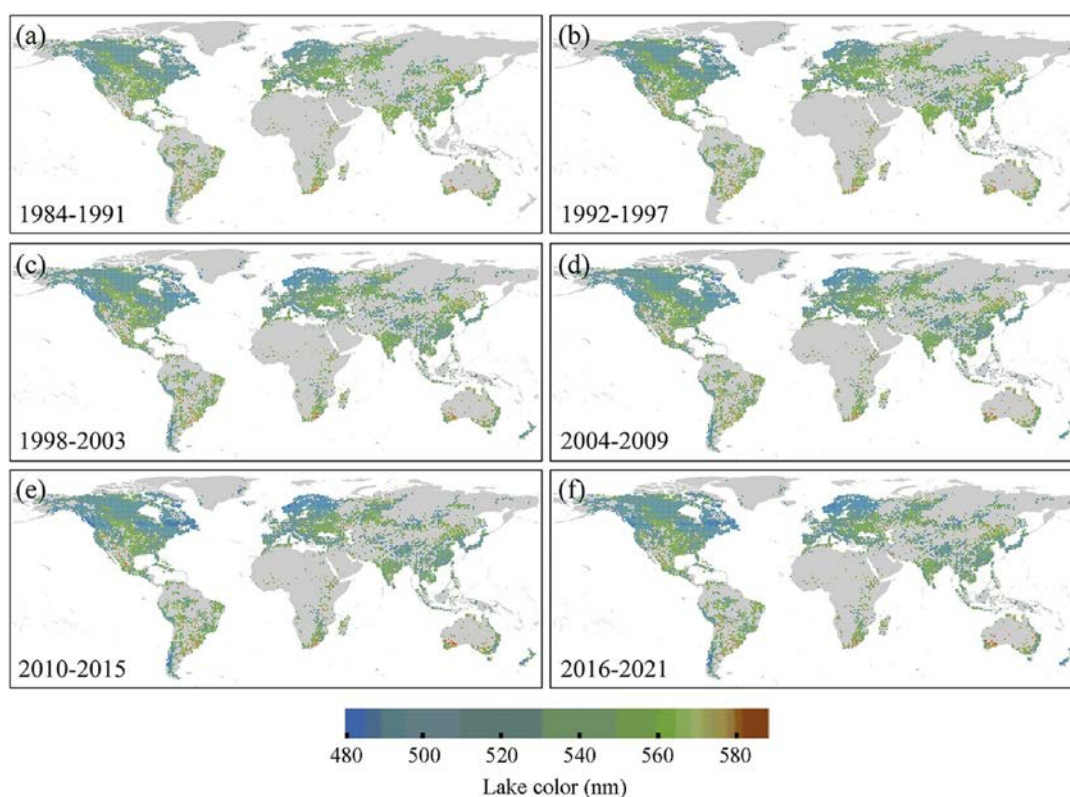 (a)
1984-1991
(b)
1992-1997
(c)
1998-2003
(d)
2004-2009
(e)
2010-2015
(f)
2016-2021
480 500 520 540 560 580
Lake color (nm)